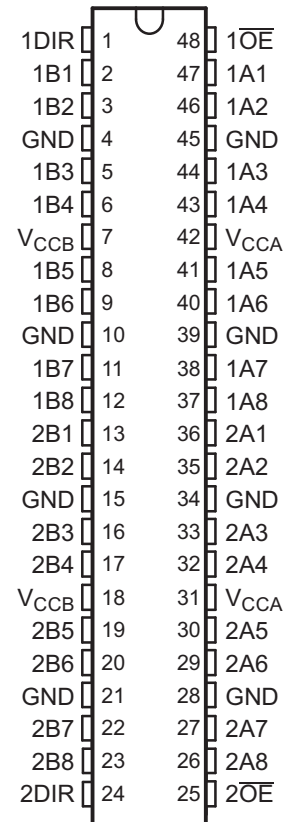 1DIR 1 48 1O̅E̅
1B1 2 47 1A1
1B2 3 46 1A2
GND 4 45 GND
1B3 5 44 1A3
1B4 6 43 1A4
VCCB 7 42 VCCA
1B5 8 41 1A5
1B6 9 40 1A6
GND 10 39 GND
1B7 11 38 1A7
1B8 12 37 1A8
2B1 13 36 2A1
2B2 14 35 2A2
GND 15 34 GND
2B3 16 33 2A3
2B4 17 32 2A4
VCCB 18 31 VCCA
2B5 19 30 2A5
2B6 20 29 2A6
GND 21 28 GND
2B7 22 27 2A7
2B8 23 26 2A8
2DIR 24 25 2O̅E̅